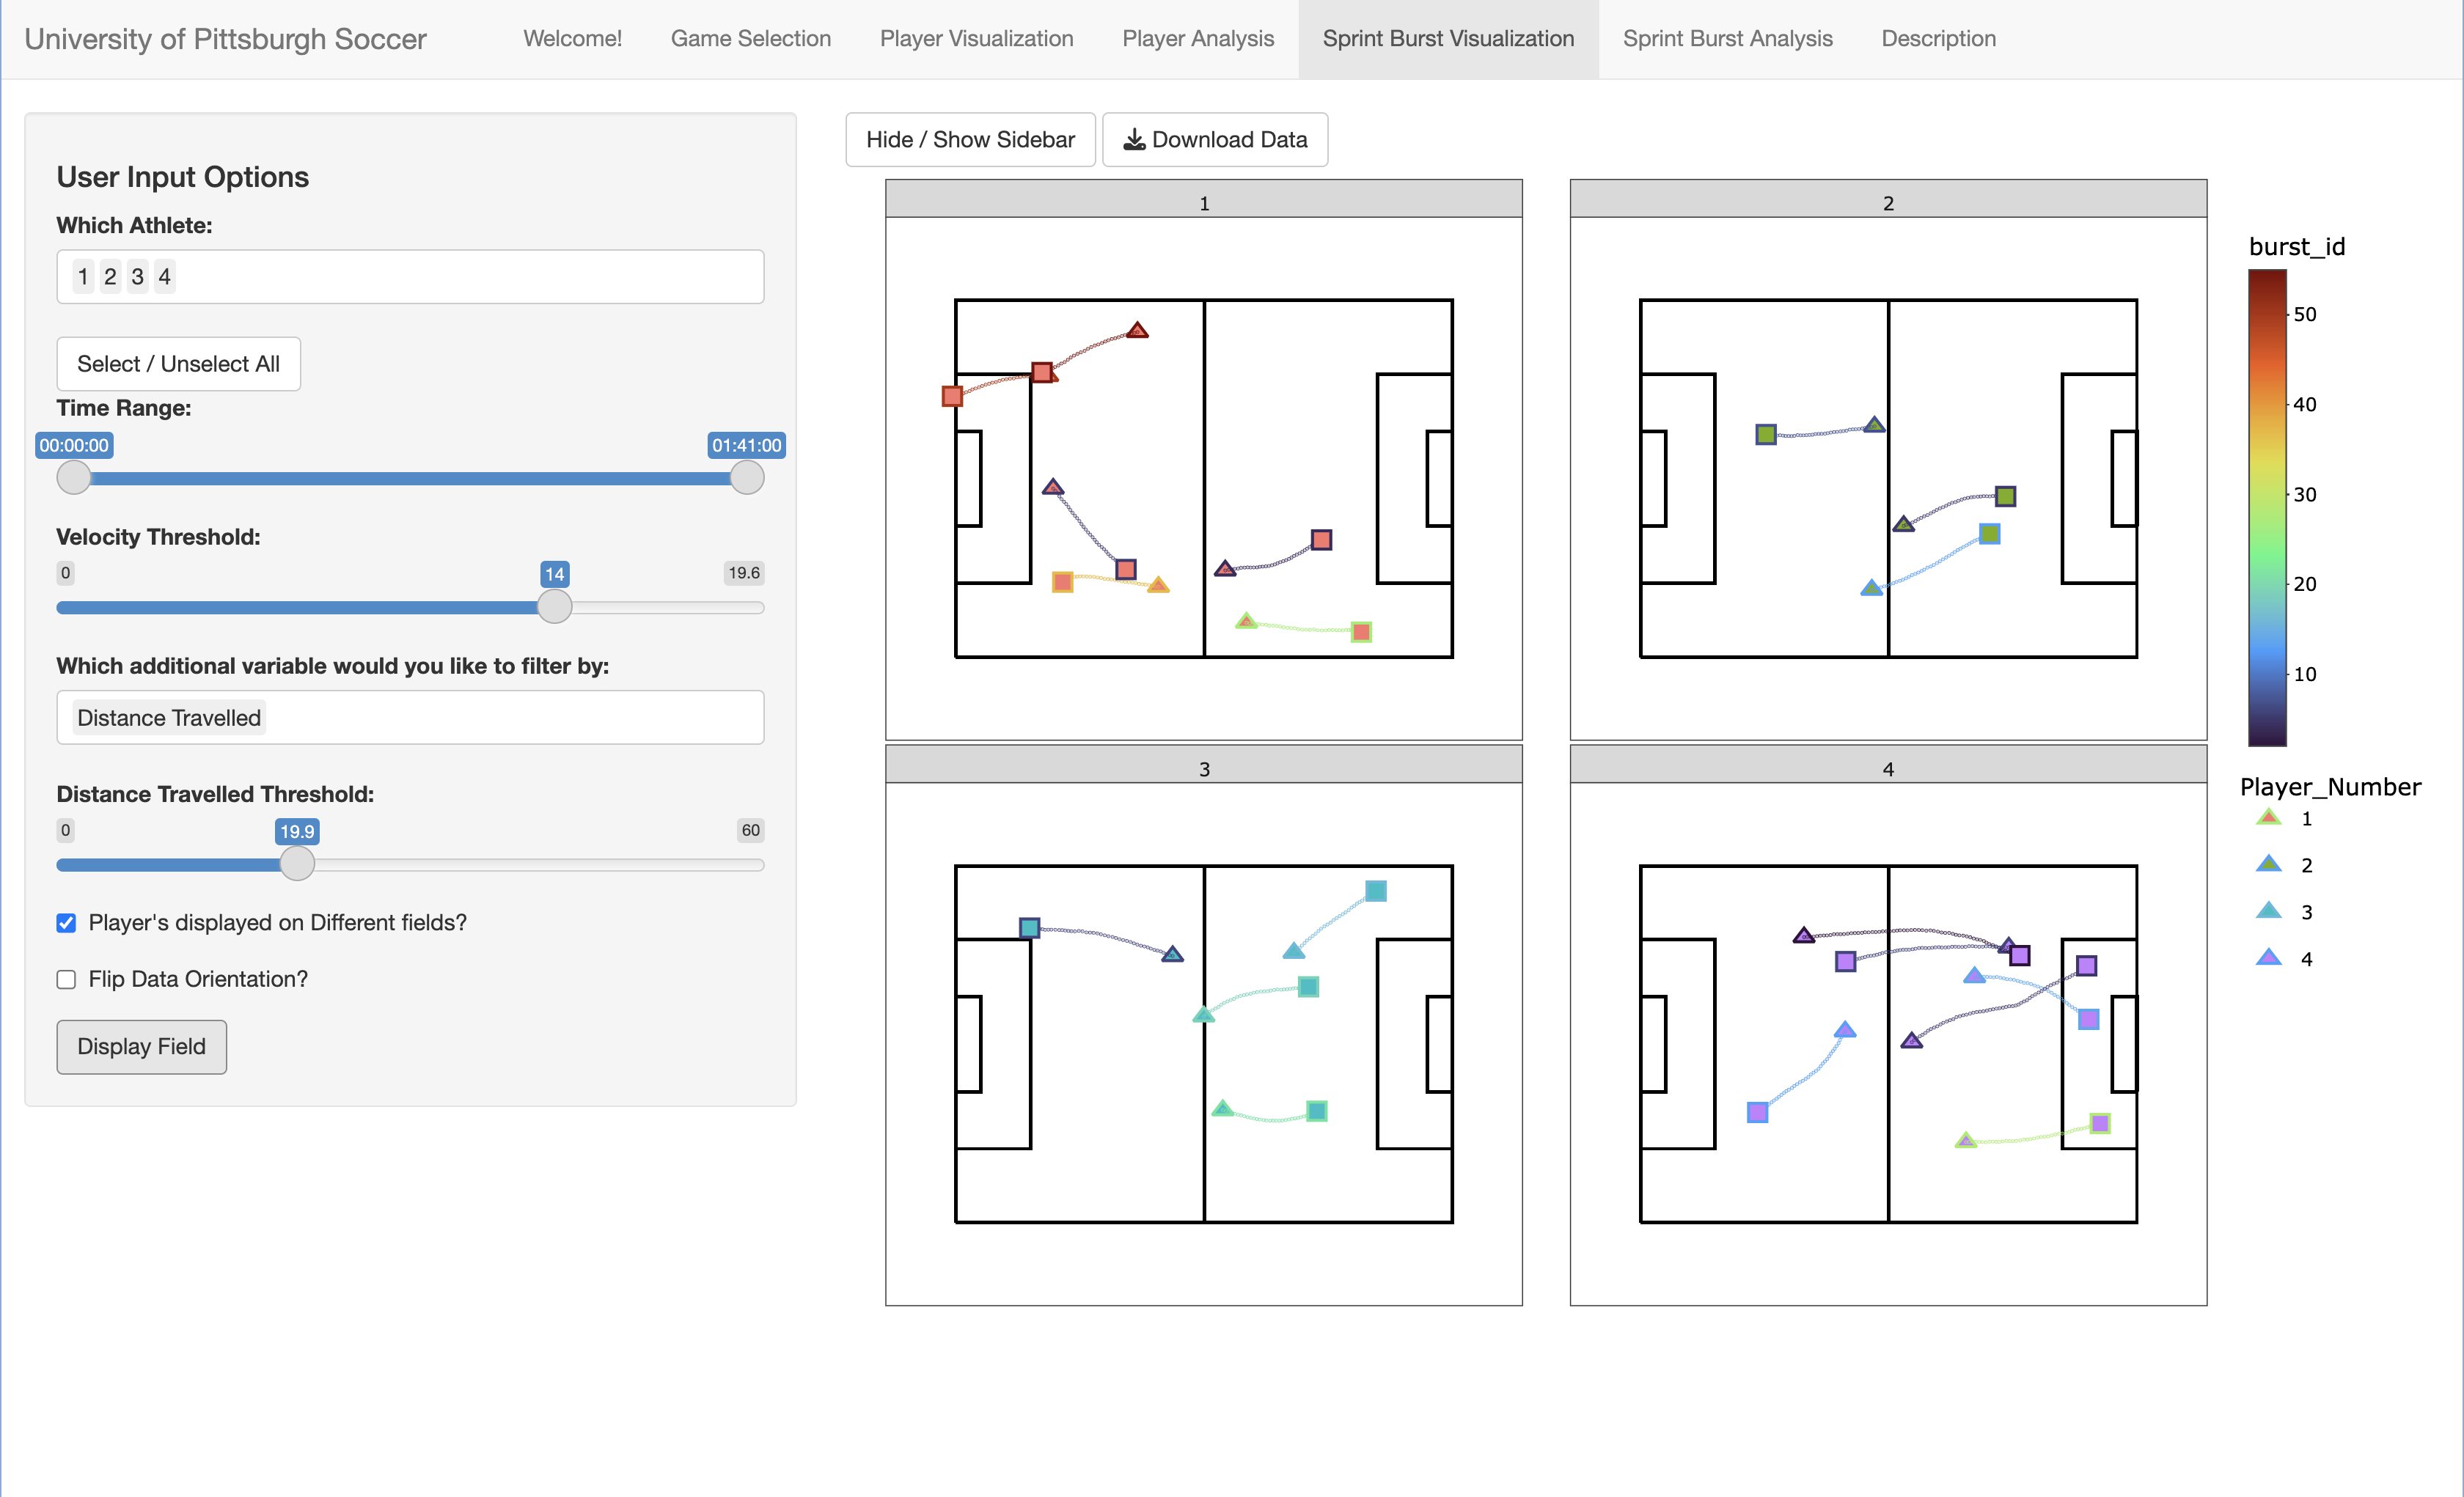 University of Pittsburgh Soccer Welcome! Game Selection Player Visualization Player Analysis Sprint Burst Visualization Sprint Burst Analysis Description
User Input Options
Which Athlete:
1 2 3 4
Select / Unselect All
Time Range:
00:00:00 01:41:00
Velocity Threshold:
0 14 19.6
Which additional variable would you like to filter by:
Distance Travelled
Distance Travelled Threshold:
0 19.9 60
Player's displayed on Different fields?
Flip Data Orientation?
Display Field
Hide / Show Sidebar Download Data
1
2
3
4
burst_id
50
40
30
20
10
Player_Number
1
2
3
4